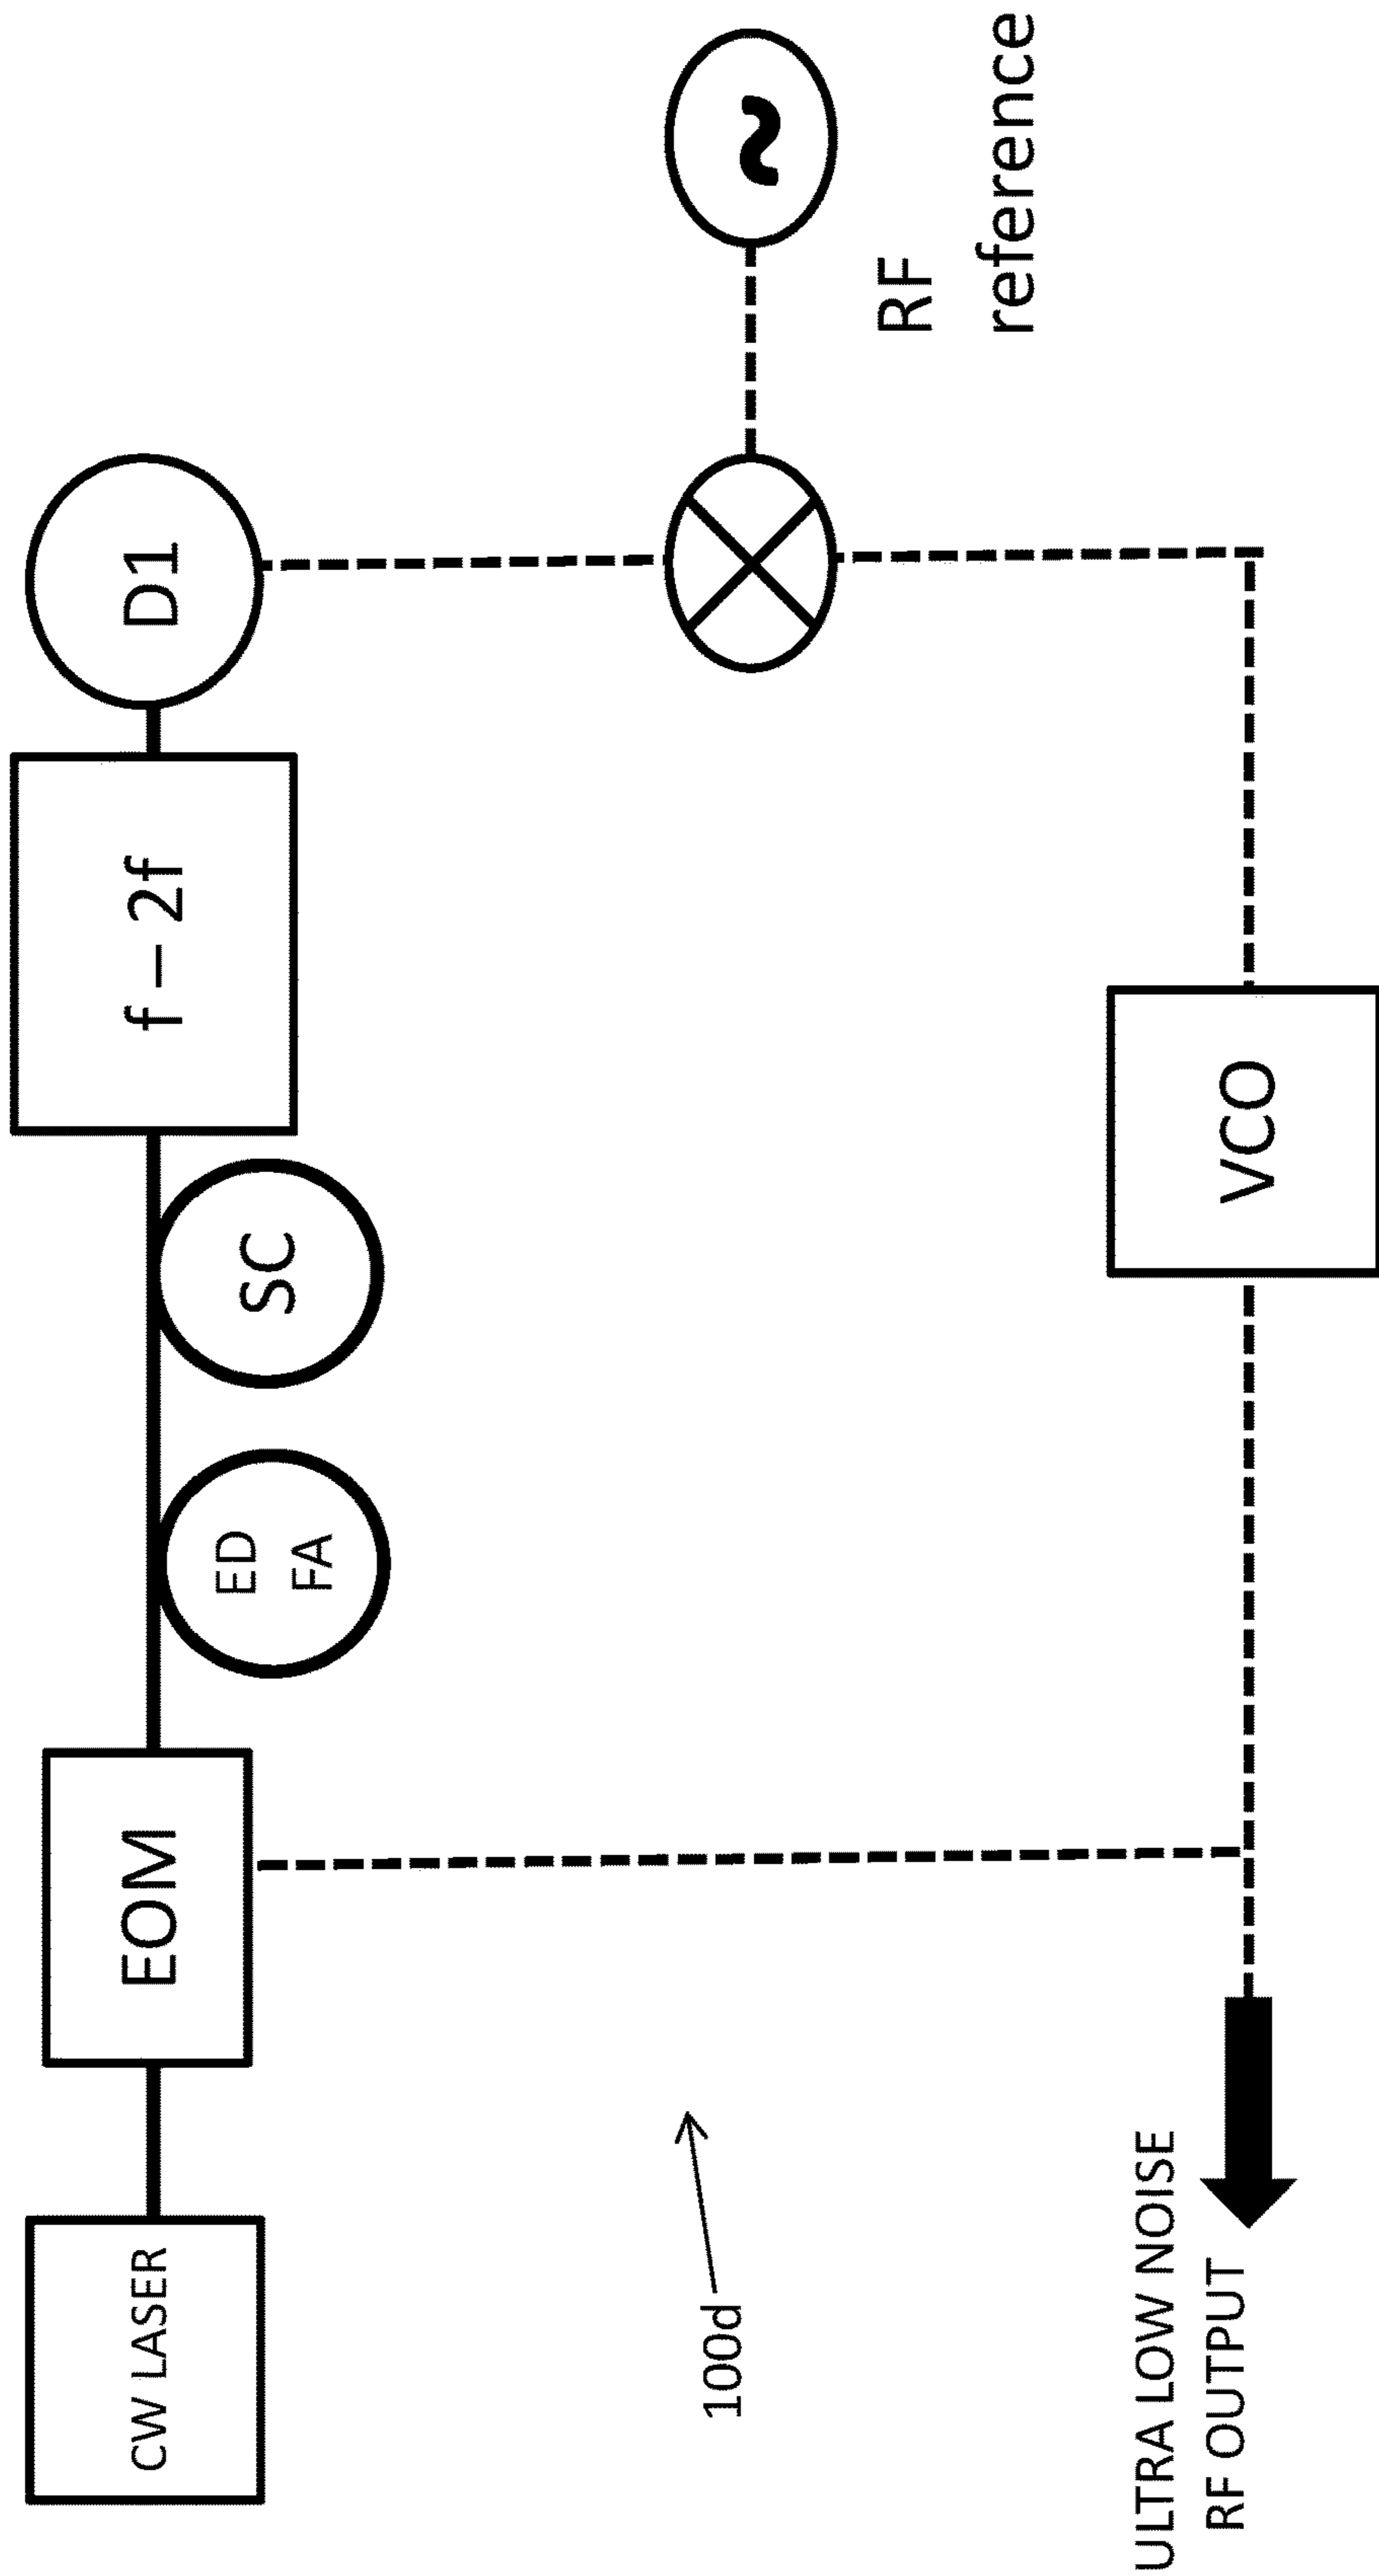 CW LASER
EOM
ED
FA
SC
f – 2f
D1
~
RF
reference
100d
VCO
ULTRA LOW NOISE
RF OUTPUT